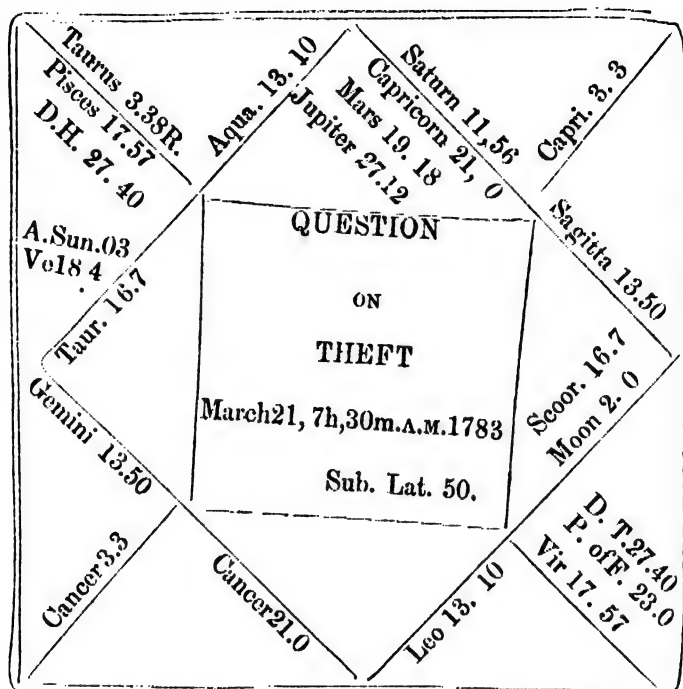 Taurus 3.38R.
Pisces 17.57
D.H. 27. 40
Aqua. 13. 10
Saturn 11,56
Capricorn 21, 0
Mars 19. 18
Jupiter 27.12
Capri. 3. 3
Sagitta 13.50
A.Sun.03
Ve18 4
Taur. 16.7
QUESTION
ON
THEFT
March21, 7h,30m.A.M.1783
Sub. Lat. 50.
Scoor. 16.7
Moon 2. 0
Gemini 13.50
Cancer3.3
Cancer21.0
Leo 13. 10
D. T.27.40
P. ofF. 23.0
Vir 17. 57